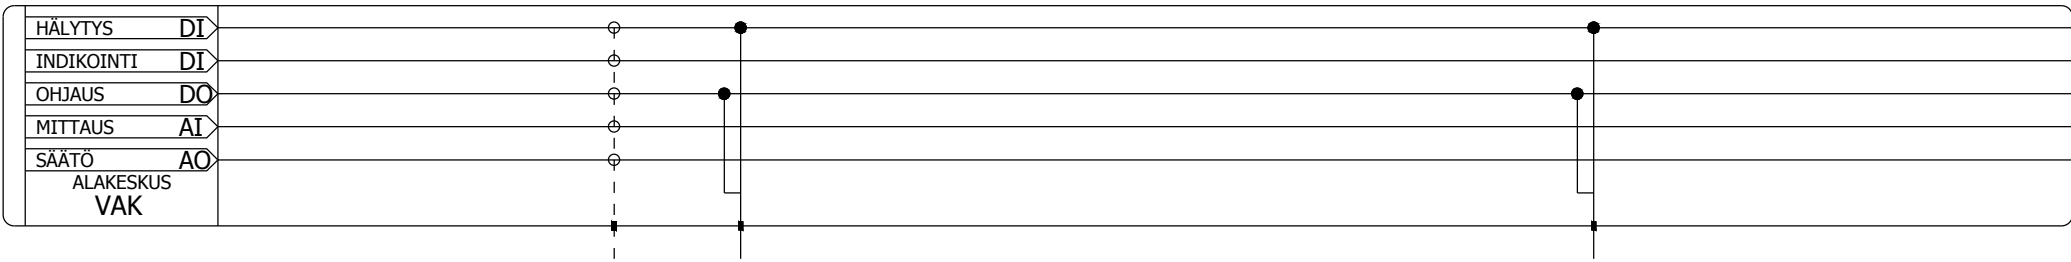 HÄLYTYS DI
INDIKOINTI DI
OHJAUS DO
MITTAUS AI
SÄÄTÖ AO
ALAKESKUS
VAK